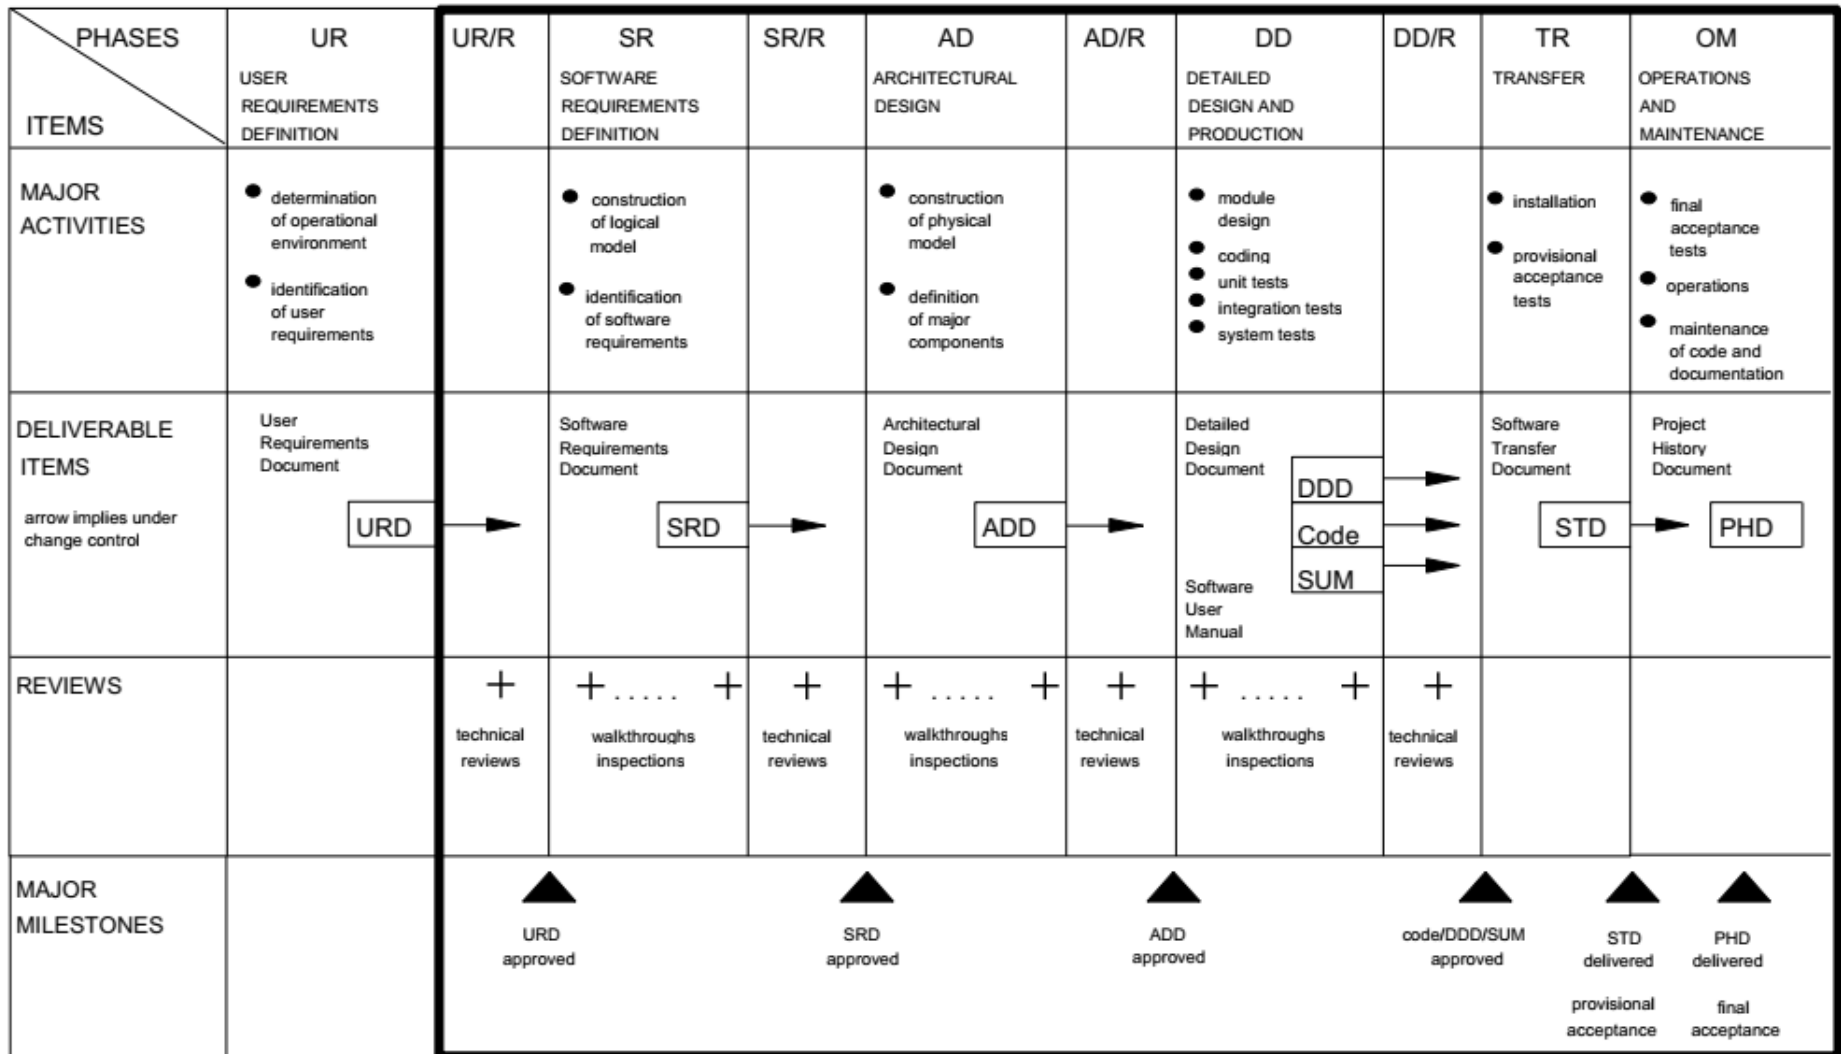 PHASES
ITEMS
UR
USER
REQUIREMENTS
DEFINITION
UR/R
SR
SOFTWARE
REQUIREMENTS
DEFINITION
SR/R
AD
ARCHITECTURAL
DESIGN
AD/R
DD
DETAILED
DESIGN AND
PRODUCTION
DD/R
TR
TRANSFER
OM
OPERATIONS
AND
MAINTENANCE
MAJOR
ACTIVITIES
● determination
of operational
environment
● identification
of user
requirements
● construction
of logical
model
● identification
of software
requirements
● construction
of physical
model
● definition
of major
components
● module
design
● coding
● unit tests
● integration tests
● system tests
● installation
● provisional
acceptance
tests
● final
acceptance
tests
● operations
● maintenance
of code and
documentation
DELIVERABLE
ITEMS
arrow implies under
change control
User
Requirements
Document
URD
Software
Requirements
Document
SRD
Architectural
Design
Document
ADD
Detailed
Design
Document
DDD
Code
SUM
Software
User
Manual
Software
Transfer
Document
STD
Project
History
Document
PHD
REVIEWS
+
technical
reviews
+ . . . . . +
walkthroughs
inspections
+
technical
reviews
+ . . . . . +
walkthroughs
inspections
+
technical
reviews
+ . . . . . +
walkthroughs
inspections
+
technical
reviews
MAJOR
MILESTONES
URD
approved
SRD
approved
ADD
approved
code/DDD/SUM
approved
STD
delivered
provisional
acceptance
PHD
delivered
final
acceptance